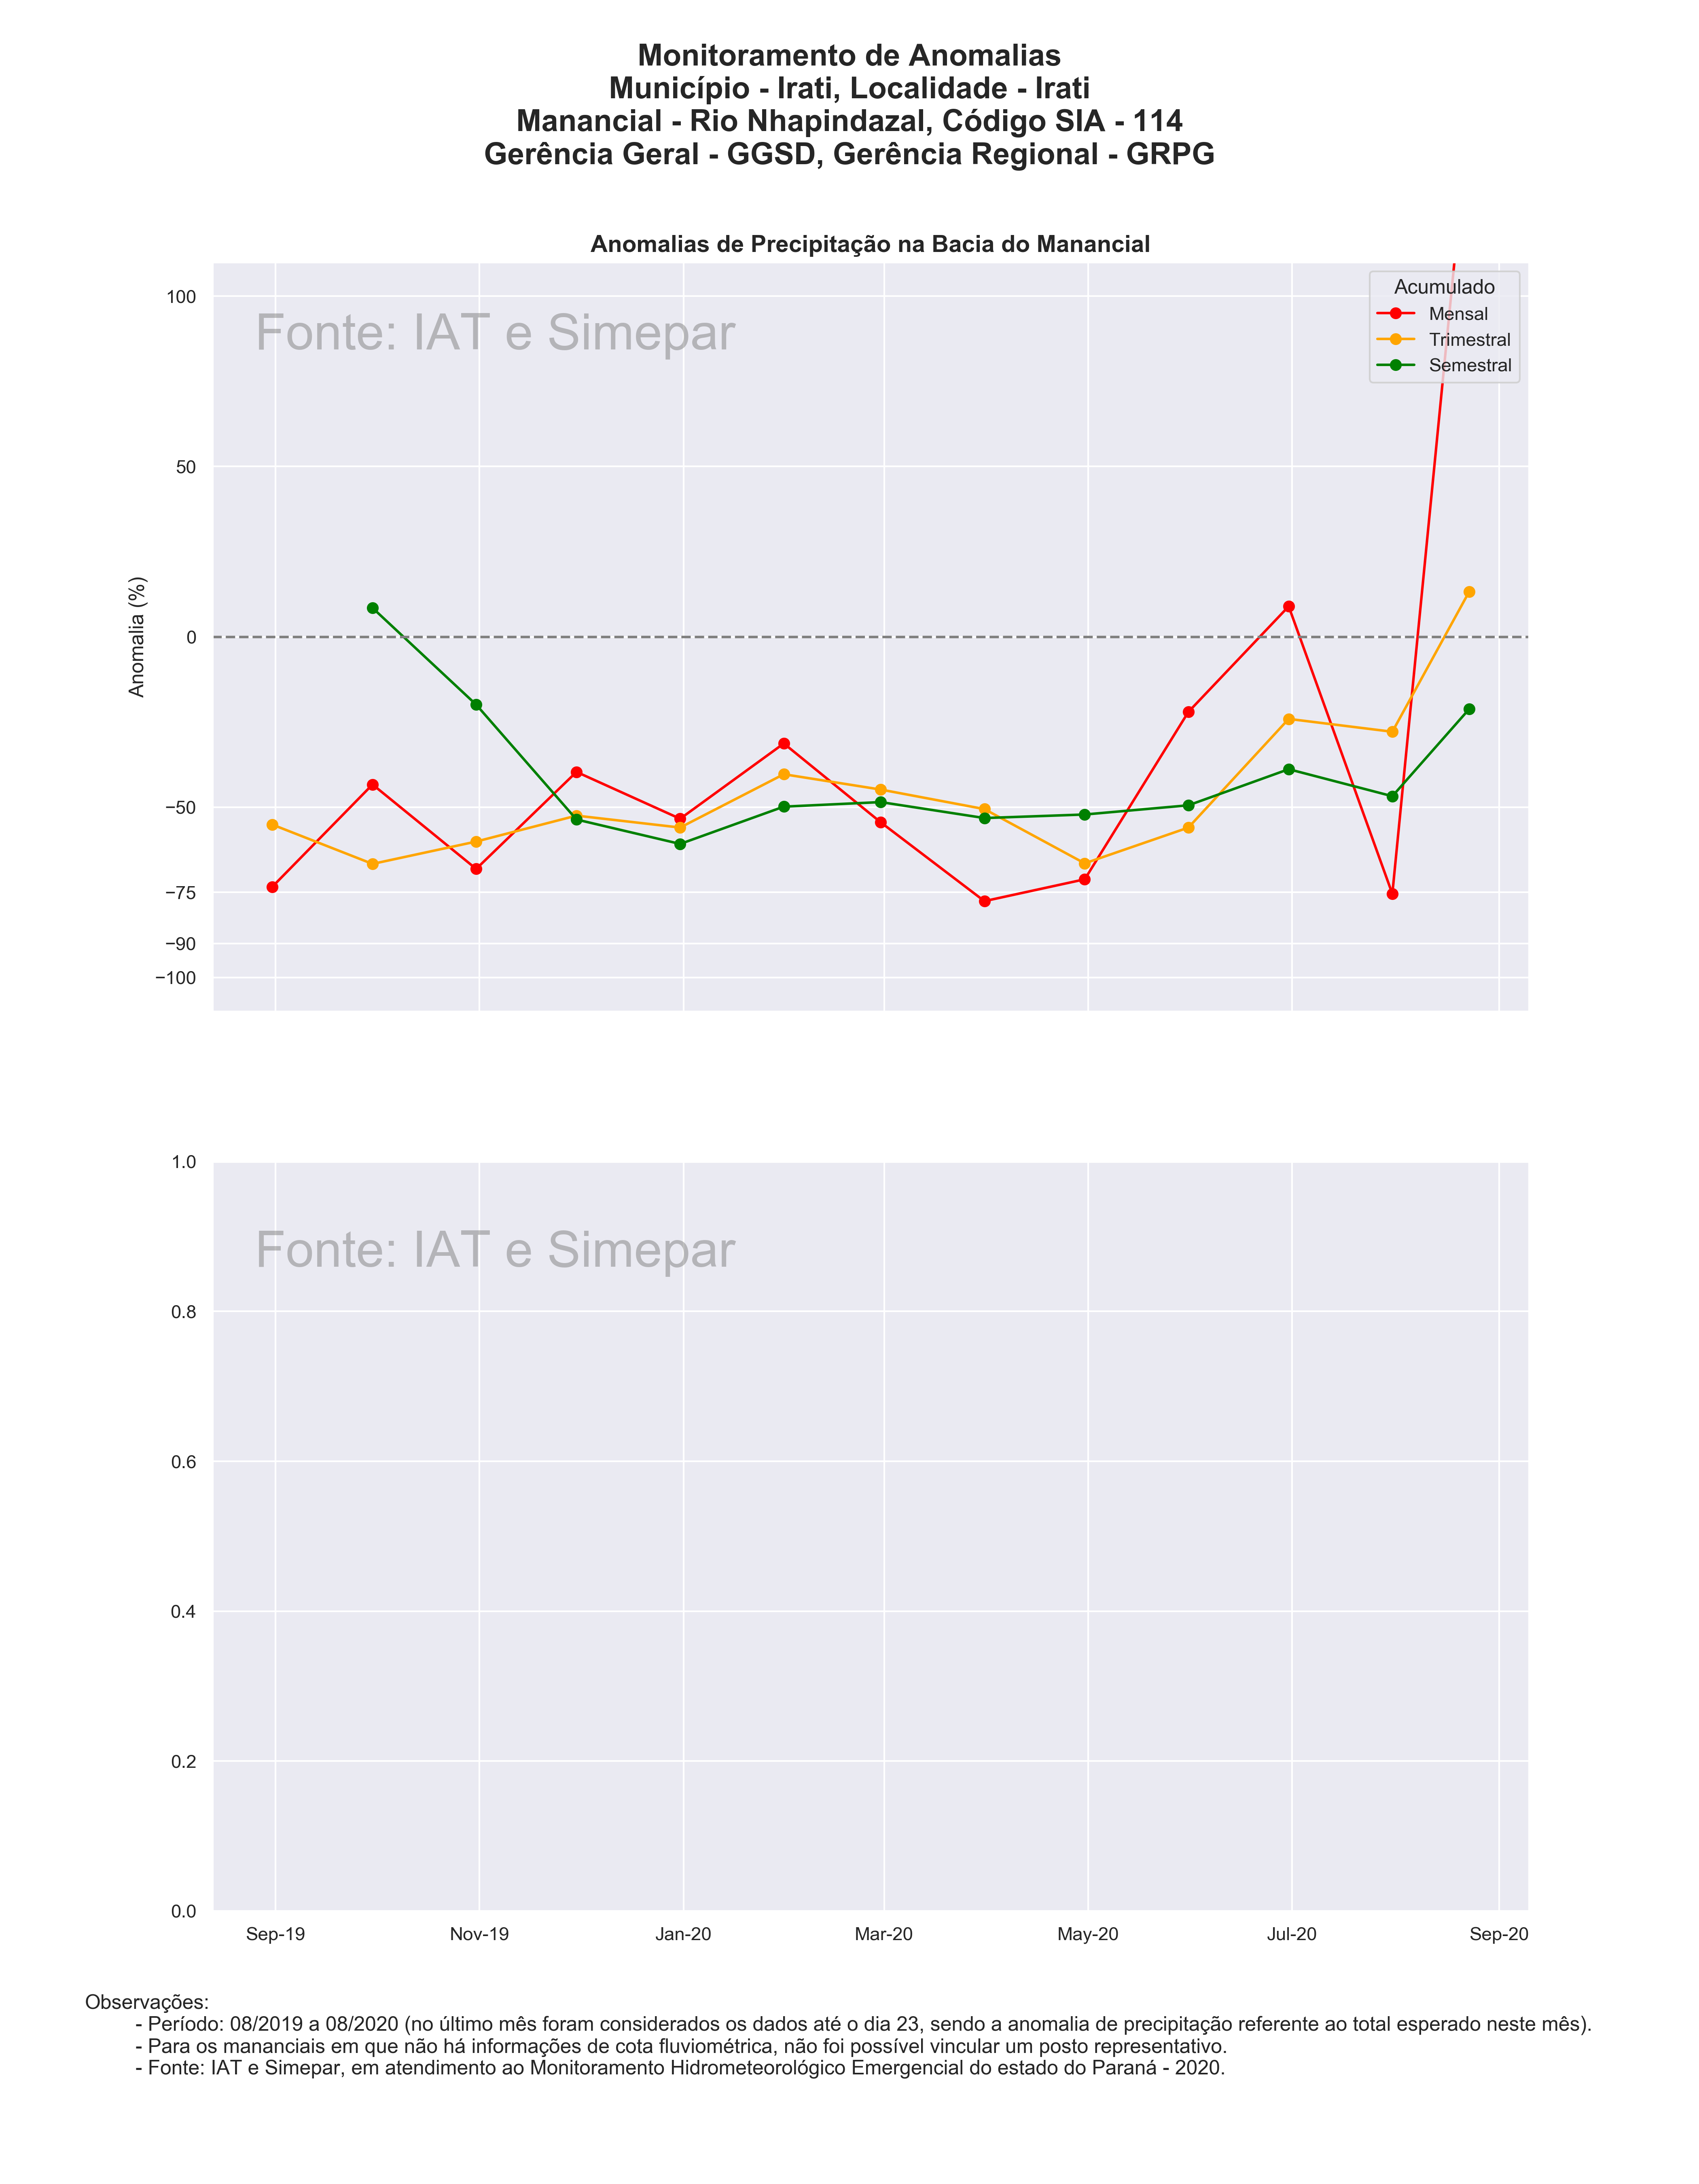 Monitoramento de Anomalias
Município - Irati, Localidade - Irati
Manancial - Rio Nhapindazal, Código SIA - 114
Gerência Geral - GGSD, Gerência Regional - GRPG
Anomalias de Precipitação na Bacia do Manancial
Fonte: IAT e Simepar
Acumulado
Mensal
Trimestral
Semestral
Anomalia (%)
100
50
0
−50
−75
−90
−100
Fonte: IAT e Simepar
1.0
0.8
0.6
0.4
0.2
0.0
Sep-19 Nov-19 Jan-20 Mar-20 May-20 Jul-20 Sep-20
Observações:
- Período: 08/2019 a 08/2020 (no último mês foram considerados os dados até o dia 23, sendo a anomalia de precipitação referente ao total esperado neste mês).
- Para os mananciais em que não há informações de cota fluviométrica, não foi possível vincular um posto representativo.
- Fonte: IAT e Simepar, em atendimento ao Monitoramento Hidrometeorológico Emergencial do estado do Paraná - 2020.